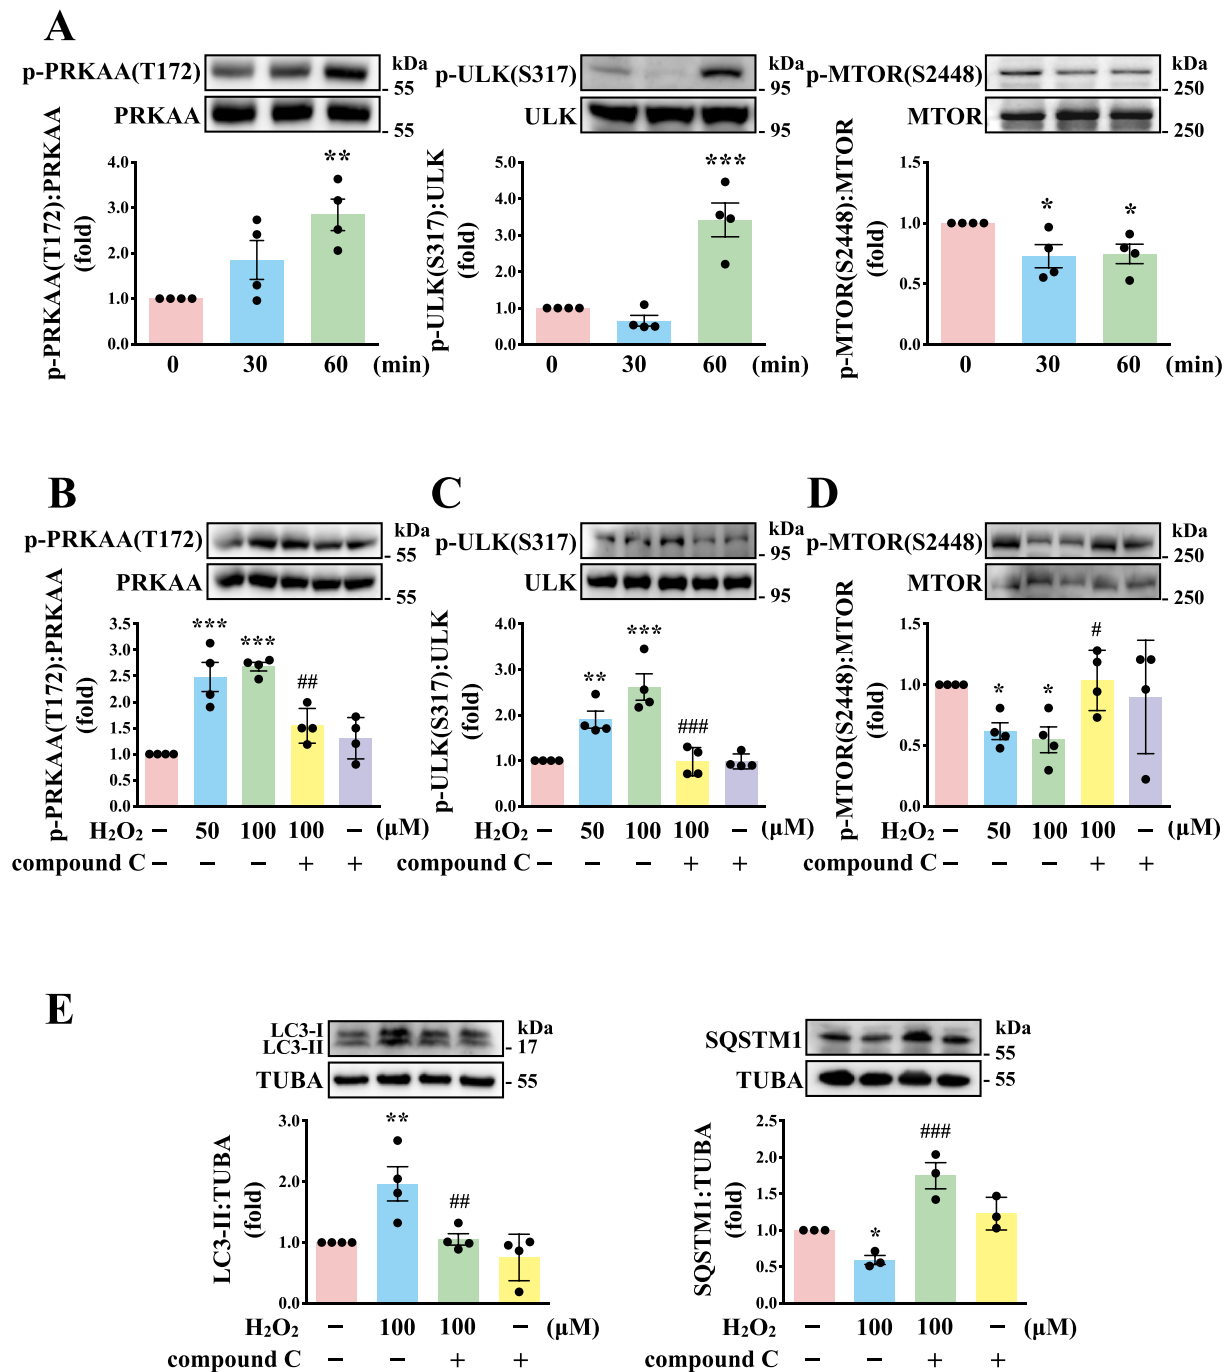 A
p-PRKAA(T172) kDa
- 55
PRKAA
- 55
p-PRKAA(T172):PRKAA
(fold)
4.0
3.0
2.0
1.0
0.0
**
0 30 60 (min)
p-ULK(S317) kDa
- 95
ULK
- 95
p-ULK(S317):ULK
(fold)
5.0
4.0
3.0
2.0
1.0
0.0
***
0 30 60 (min)
p-MTOR(S2448) kDa
- 250
MTOR
- 250
p-MTOR(S2448):MTOR
(fold)
1.5
1.0
0.5
0.0
* *
0 30 60 (min)
B
p-PRKAA(T172) kDa
- 55
PRKAA
- 55
p-PRKAA(T172):PRKAA
(fold)
3.5
3.0
2.5
2.0
1.5
1.0
0.5
0.0
*** *** ##
H₂O₂ − 50 100 100 − (μM)
compound C − − − + +
C
p-ULK(S317) kDa
- 95
ULK
- 95
p-ULK(S317):ULK
(fold)
4.0
3.0
2.0
1.0
0.0
** *** ###
H₂O₂ − 50 100 100 − (μM)
compound C − − − + +
D
p-MTOR(S2448) kDa
- 250
MTOR
- 250
p-MTOR(S2448):MTOR
(fold)
1.5
1.0
0.5
0.0
* * #
H₂O₂ − 50 100 100 − (μM)
compound C − − − + +
E
LC3-I kDa
LC3-II - 17
TUBA - 55
LC3-II:TUBA
(fold)
3.0
2.0
1.0
0.0
** ##
H₂O₂ − 100 100 − (μM)
compound C − − + +
SQSTM1 kDa
- 55
TUBA - 55
SQSTM1:TUBA
(fold)
2.5
2.0
1.5
1.0
0.5
0.0
* ###
H₂O₂ − 100 100 − (μM)
compound C − − + +